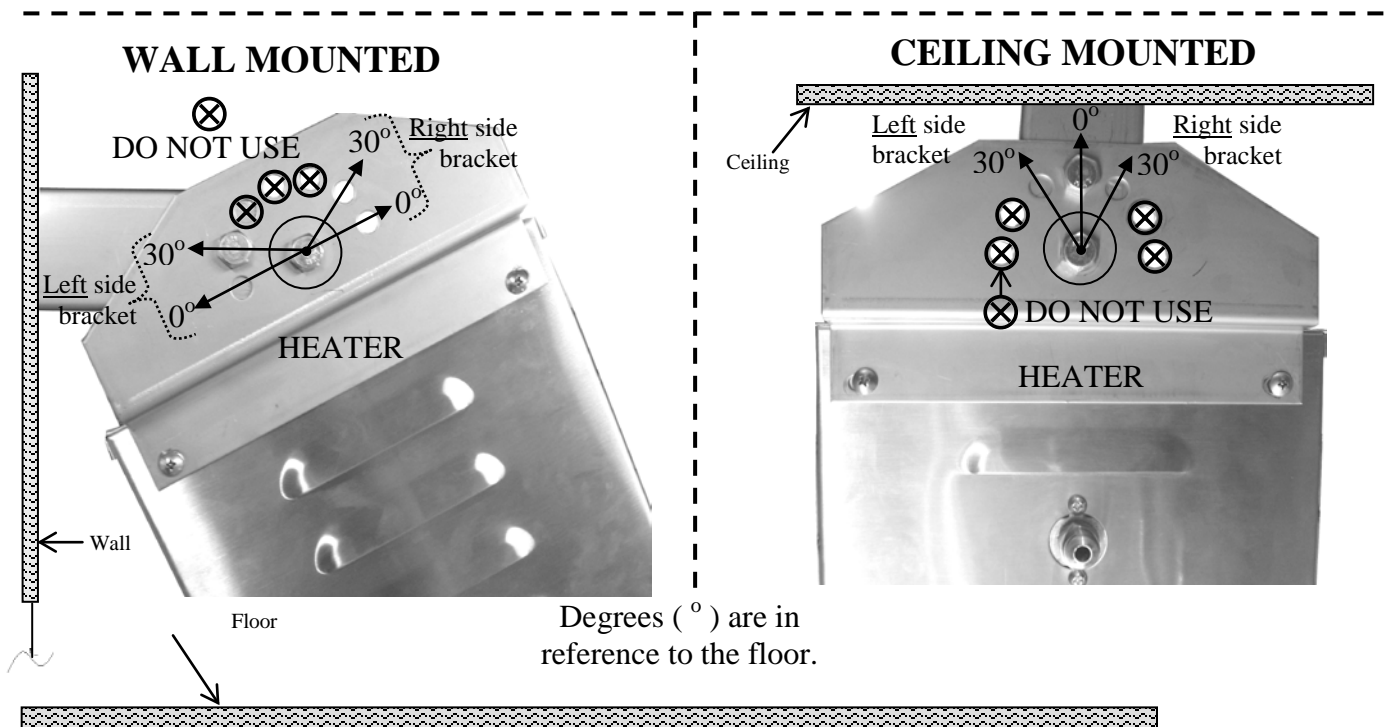 WALL MOUNTED
DO NOT USE
30°
Right side
bracket
0°
30°
Left side
bracket
0°
HEATER
Wall
Floor
CEILING MOUNTED
Ceiling
Left side
bracket
0°
Right side
bracket
30°
30°
DO NOT USE
HEATER
Degrees ( ° ) are in
reference to the floor.